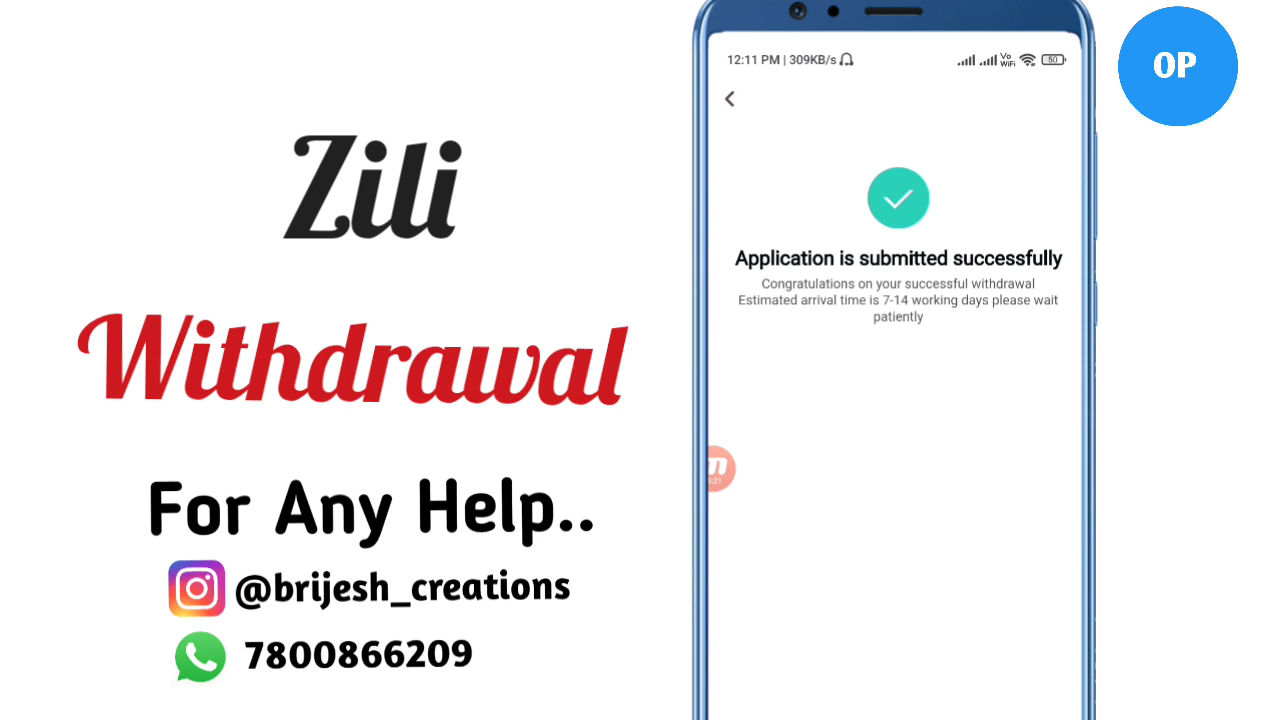 Zili
Withdrawal
For Any Help..
@brijesh_creations
7800866209
12:11 PM | 309KB/s
Vo
WiFi
50
Application is submitted successfully
Congratulations on your successful withdrawal
Estimated arrival time is 7-14 working days please wait
patiently
OP